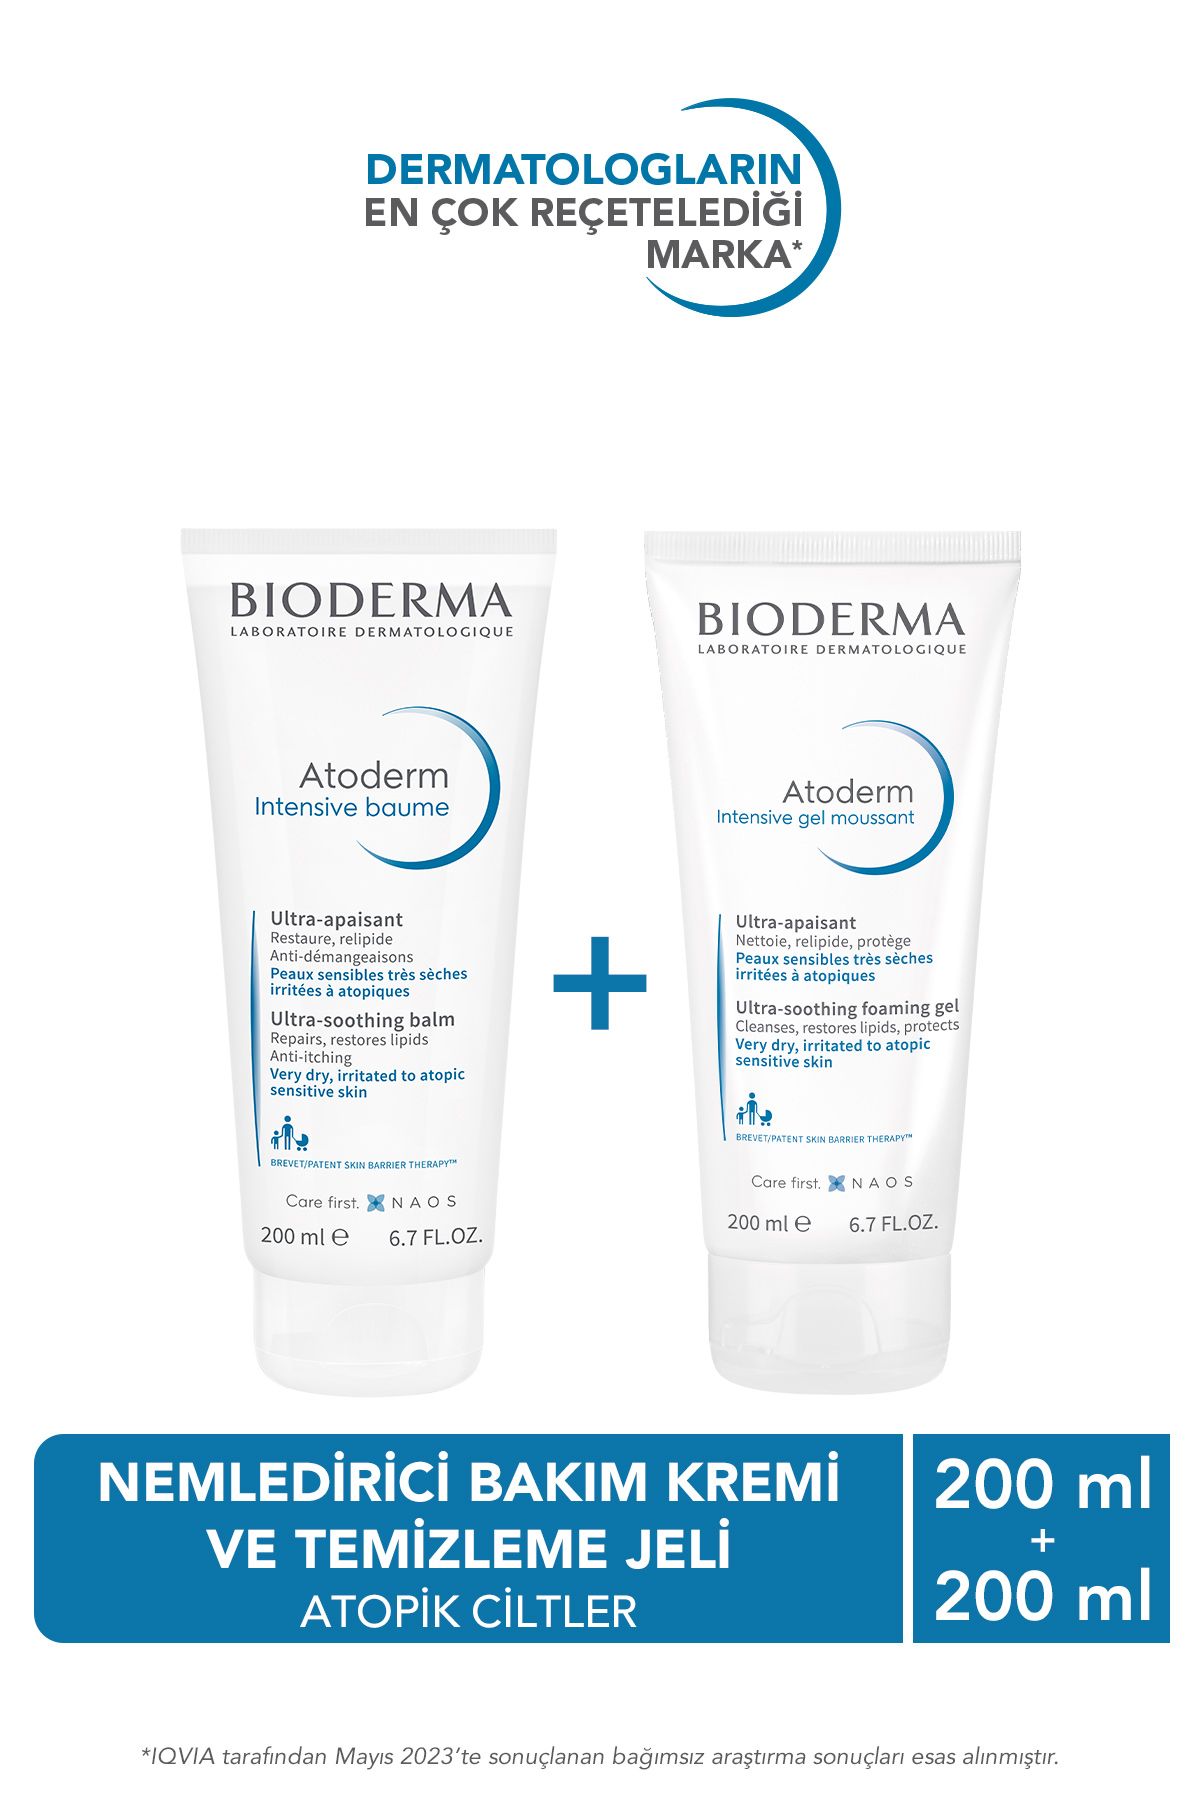 DERMATOLOGLARIN
EN ÇOK REÇETELEDİĞİ
MARKA*
BIODERMA
LABORATOIRE DERMATOLOGIQUE
Atoderm
Intensive baume
Ultra-apaisant
Restaure, relipide
Anti-démangeaisons
Peaux sensibles très sèches
irritées à atopiques
Ultra-soothing balm
Repairs, restores lipids
Anti-itching
Very dry, irritated to atopic
sensitive skin
BREVET/PATENT SKIN BARRIER THERAPY™
Care first. NAOS
200 ml ℮ 6.7 FL.OZ.
+
BIODERMA
LABORATOIRE DERMATOLOGIQUE
Atoderm
Intensive gel moussant
Ultra-apaisant
Nettoie, relipide, protège
Peaux sensibles très sèches
irritées à atopiques
Ultra-soothing foaming gel
Cleanses, restores lipids, protects
Very dry, irritated to atopic
sensitive skin
BREVET/PATENT SKIN BARRIER THERAPY™
Care first. NAOS
200 ml ℮ 6.7 FL.OZ.
NEMLEDİRİCİ BAKIM KREMİ
VE TEMİZLEME JELİ
ATOPİK CİLTLER
200 ml
+
200 ml
*IQVIA tarafından Mayıs 2023'te sonuçlanan bağımsız araştırma sonuçları esas alınmıştır.